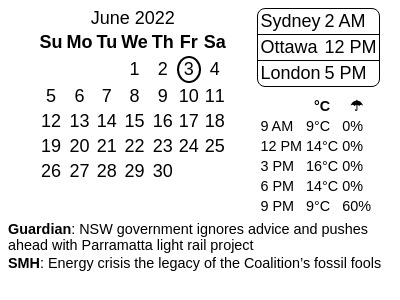 June 2022
Su Mo Tu We Th Fr Sa
1 2 3 4
5 6 7 8 9 10 11
12 13 14 15 16 17 18
19 20 21 22 23 24 25
26 27 28 29 30
Sydney 2 AM
Ottawa 12 PM
London 5 PM
°C ☂
9 AM 9°C 0%
12 PM 14°C 0%
3 PM 16°C 0%
6 PM 14°C 0%
9 PM 9°C 60%
Guardian: NSW government ignores advice and pushes
ahead with Parramatta light rail project
SMH: Energy crisis the legacy of the Coalition’s fossil fools